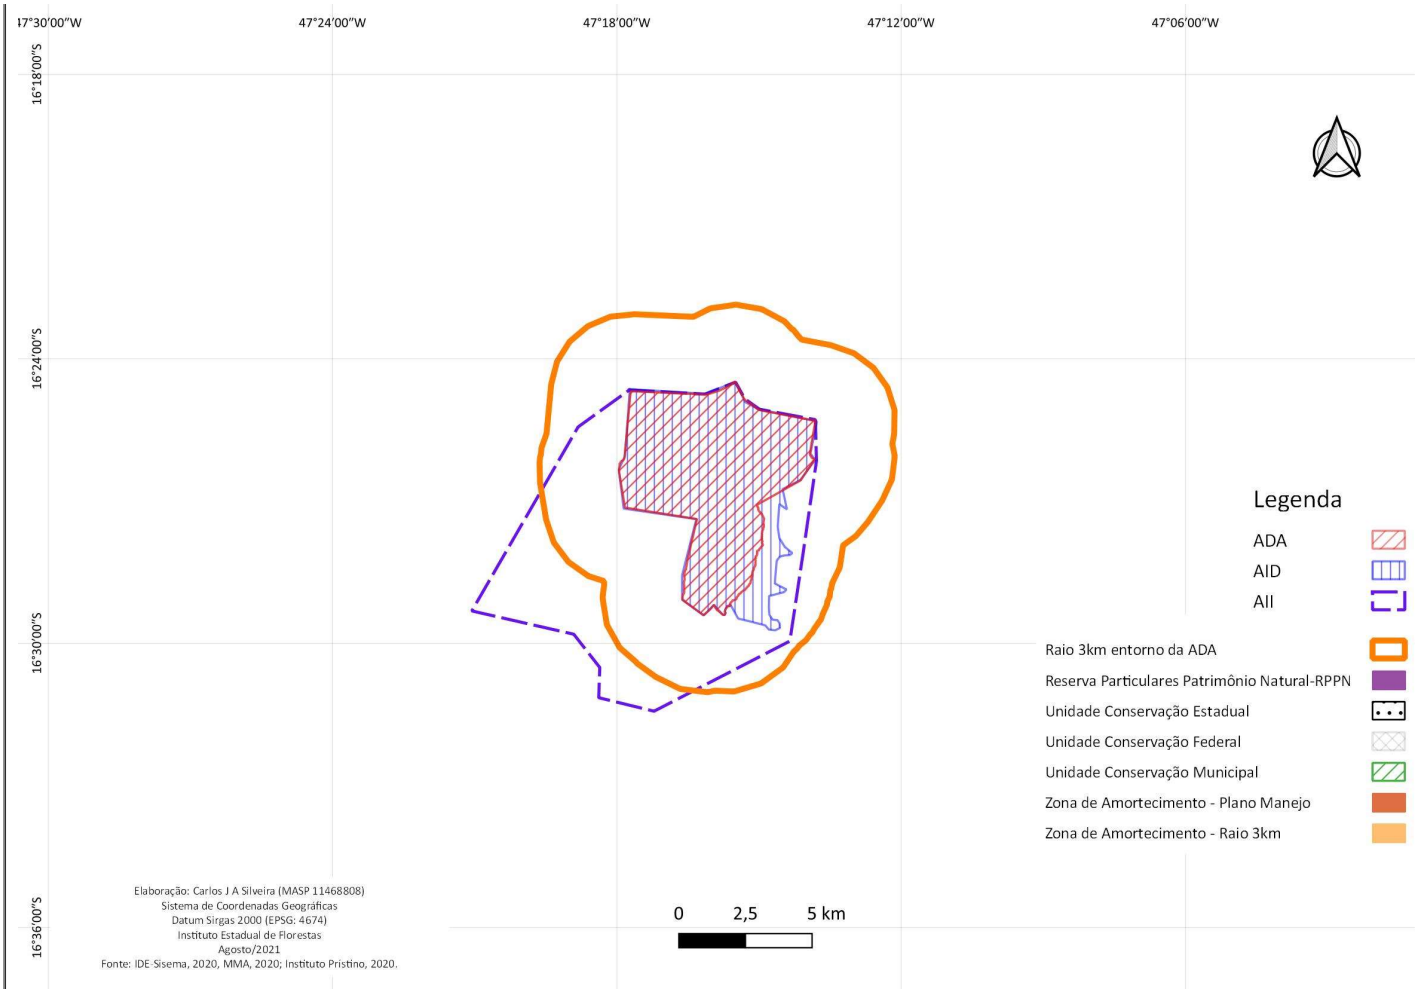 47°30'00"W
47°24'00"W
47°18'00"W
47°12'00"W
47°06'00"W
16°18'00"S
16°24'00"S
16°30'00"S
16°36'00"S
Legenda
ADA
AID
AII
Raio 3km entorno da ADA
Reserva Particulares Patrimônio Natural-RPPN
Unidade Conservação Estadual
Unidade Conservação Federal
Unidade Conservação Municipal
Zona de Amortecimento - Plano Manejo
Zona de Amortecimento - Raio 3km
Elaboração: Carlos J A Silveira (MASP 11468808)
Sistema de Coordenadas Geográficas
Datum Sirgas 2000 (EPSG: 4674)
Instituto Estadual de Florestas
Agosto/2021
Fonte: IDE-Sisema, 2020, MMA, 2020; Instituto Prístino, 2020.
0 2,5 5 km